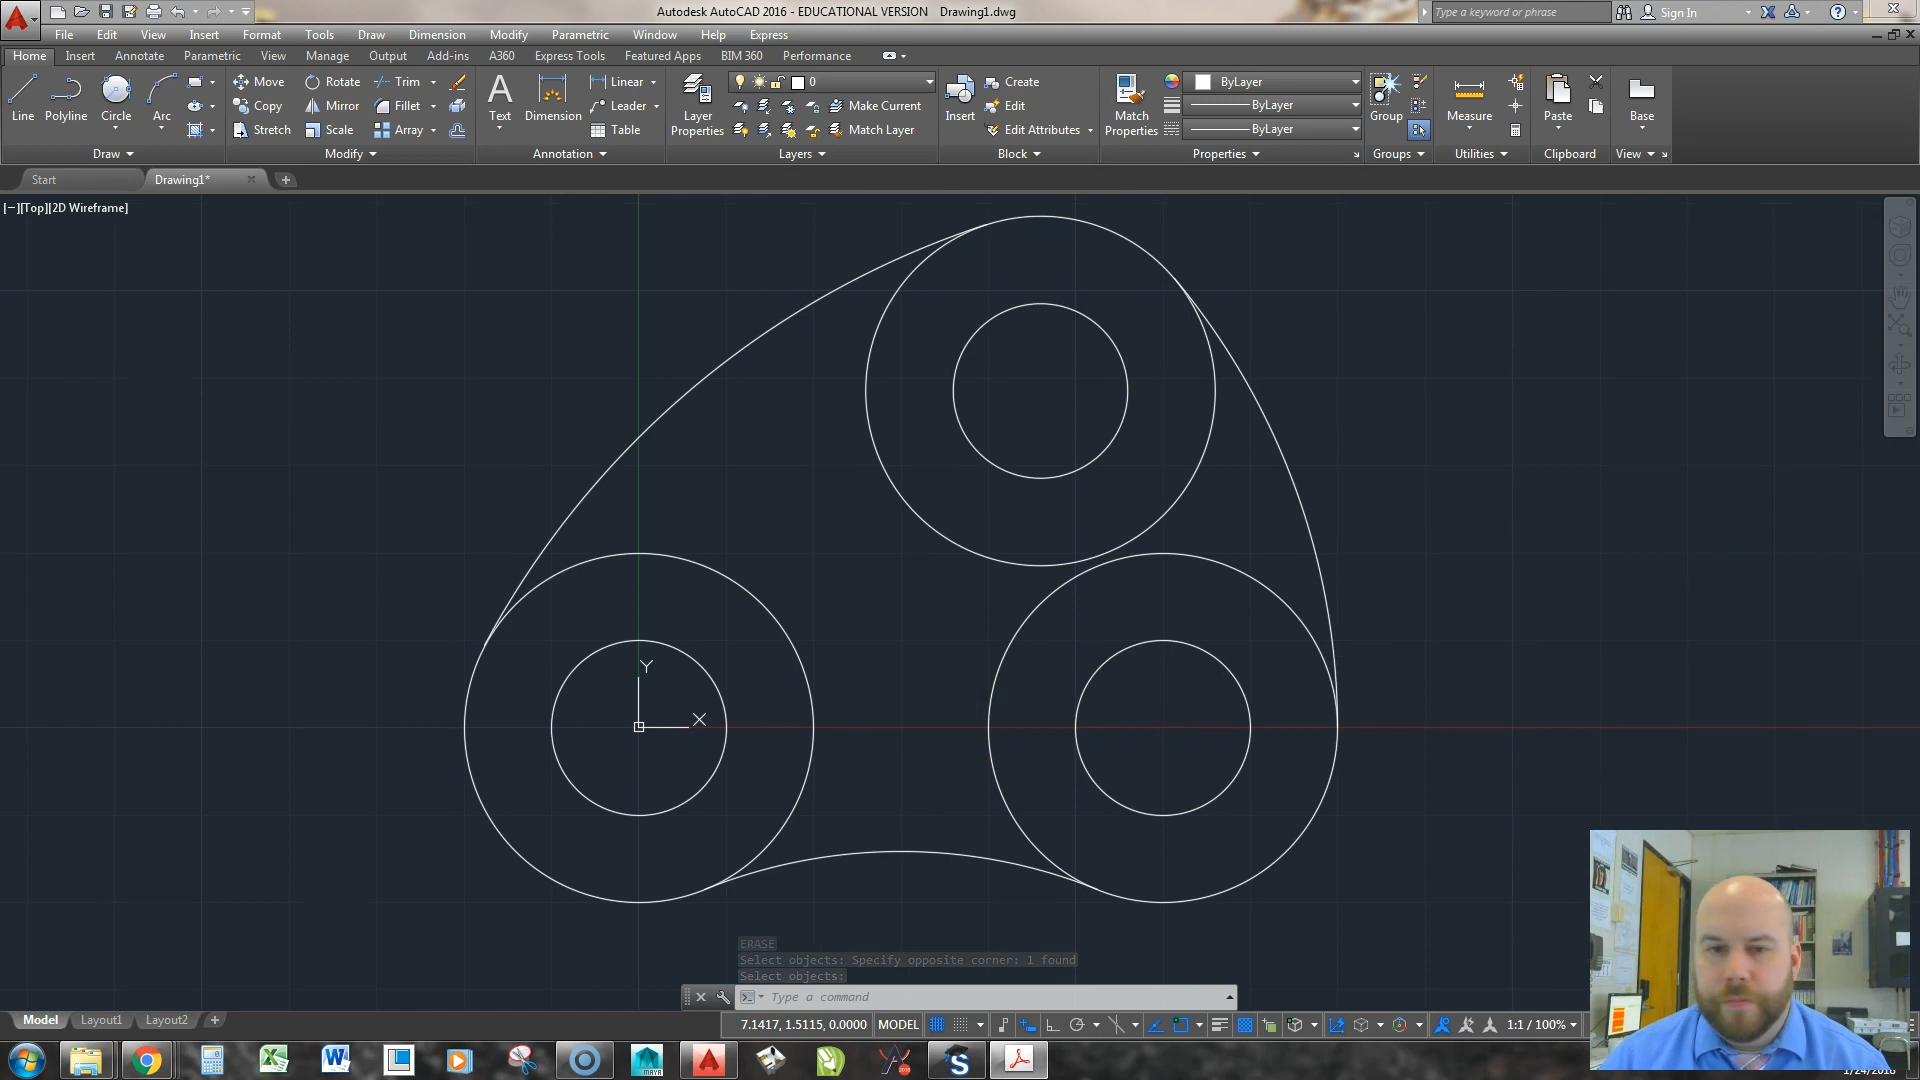 Autodesk AutoCAD 2016 - EDUCATIONAL VERSION Drawing1.dwg
Type a keyword or phrase
Sign In
File Edit View Insert Format Tools Draw Dimension Modify Parametric Window Help Express
Home Insert Annotate Parametric View Manage Output Add-ins A360 Express Tools Featured Apps BIM 360 Performance
Line
Polyline
Circle
Arc
Draw
Move
Rotate
Trim
Copy
Mirror
Fillet
Stretch
Scale
Array
Modify
Text
Dimension
Linear
Leader
Table
Annotation
Layer Properties
0
Make Current
Match Layer
Layers
Insert
Create
Edit
Edit Attributes
Block
Match Properties
ByLayer
ByLayer
ByLayer
Properties
Group
Groups
Measure
Utilities
Paste
Clipboard
Base
View
Start
Drawing1*
[−][Top][2D Wireframe]
Y
X
ERASE
Select objects: Specify opposite corner: 1 found
Select objects:
Type a command
Model Layout1 Layout2
7.1417, 1.5115, 0.0000 MODEL
1:1 / 100%
MAYA